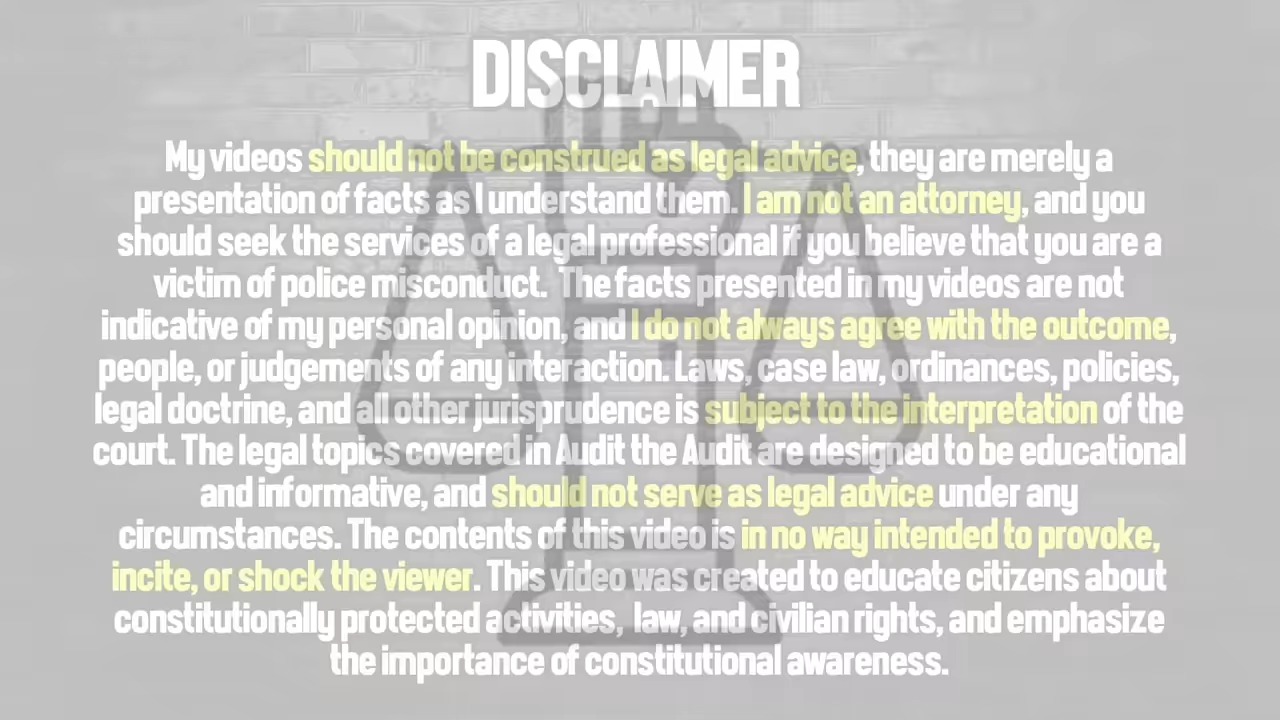 DISCLAIMER
My videos should not be construed as legal advice, they are merely a
presentation of facts as I understand them. I am not an attorney, and you
should seek the services of a legal professional if you believe that you are a
victim of police misconduct. The facts presented in my videos are not
indicative of my personal opinion, and I do not always agree with the outcome,
people, or judgements of any interaction. Laws, case law, ordinances, policies,
legal doctrine, and all other jurisprudence is subject to the interpretation of the
court. The legal topics covered in Audit the Audit are designed to be educational
and informative, and should not serve as legal advice under any
circumstances. The contents of this video is in no way intended to provoke,
incite, or shock the viewer. This video was created to educate citizens about
constitutionally protected activities, law, and civilian rights, and emphasize
the importance of constitutional awareness.